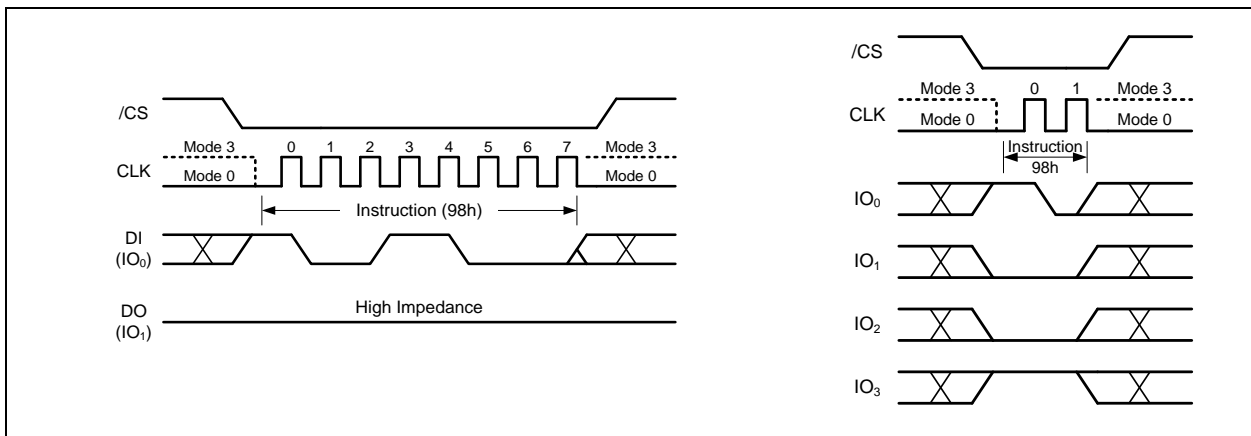 /CS
Mode 3
CLK
Mode 0
0 1 2 3 4 5 6 7
Mode 3
Mode 0
Instruction (98h)
DI
(IO0)
DO
(IO1)
High Impedance
/CS
Mode 3
CLK
Mode 0
0 1
Mode 3
Mode 0
Instruction
98h
IO0
IO1
IO2
IO3